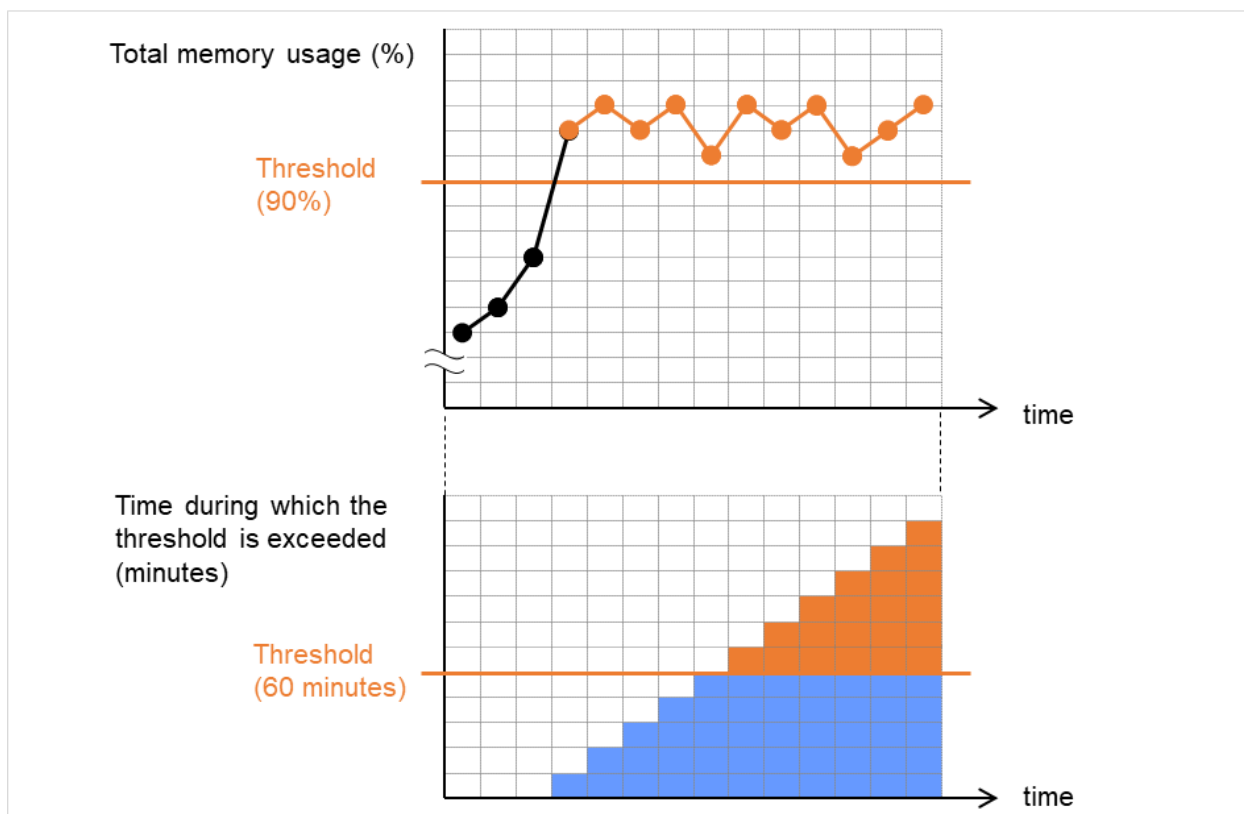 Total memory usage (%)
Threshold
(90%)
time
Time during which the
threshold is exceeded
(minutes)
Threshold
(60 minutes)
time